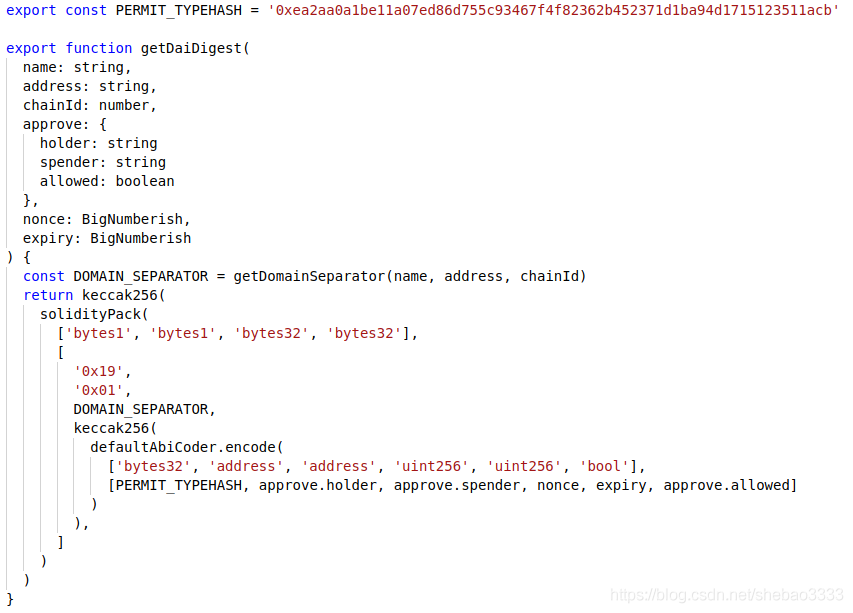 export const PERMIT_TYPEHASH = '0xea2aa0a1be11a07ed86d755c93467f4f82362b452371d1ba94d1715123511acb'
export function getDaiDigest(
name: string,
address: string,
chainId: number,
approve: {
holder: string
spender: string
allowed: boolean
},
nonce: BigNumberish,
expiry: BigNumberish
) {
const DOMAIN_SEPARATOR = getDomainSeparator(name, address, chainId)
return keccak256(
solidityPack(
['bytes1', 'bytes1', 'bytes32', 'bytes32'],
[
'0x19',
'0x01',
DOMAIN_SEPARATOR,
keccak256(
defaultAbiCoder.encode(
['bytes32', 'address', 'address', 'uint256', 'uint256', 'bool'],
[PERMIT_TYPEHASH, approve.holder, approve.spender, nonce, expiry, approve.allowed]
)
),
]
)
)
}
https://blog.csdn.net/shebao3333